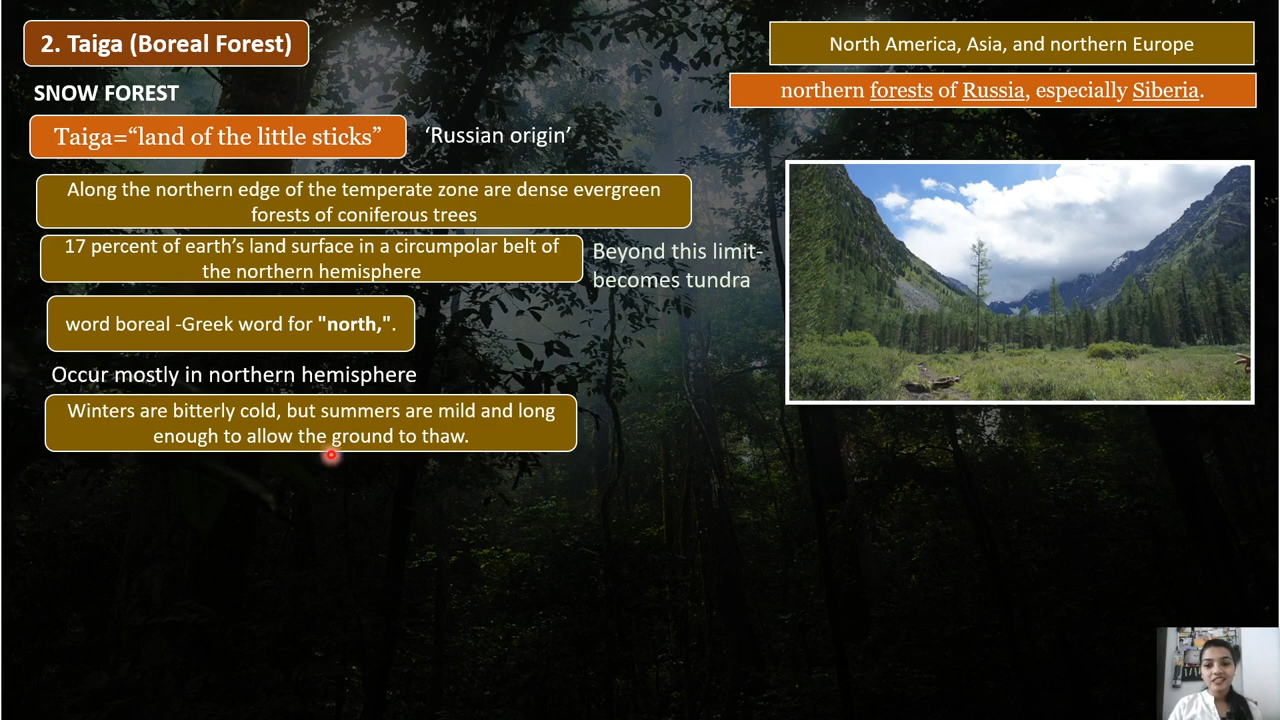 2. Taiga (Boreal Forest)
SNOW FOREST
Taiga=“land of the little sticks”
‘Russian origin’
Along the northern edge of the temperate zone are dense evergreen
forests of coniferous trees
17 percent of earth’s land surface in a circumpolar belt of
the northern hemisphere
Beyond this limit-
becomes tundra
word boreal -Greek word for "north,".
Occur mostly in northern hemisphere
Winters are bitterly cold, but summers are mild and long
enough to allow the ground to thaw.
North America, Asia, and northern Europe
northern forests of Russia, especially Siberia.